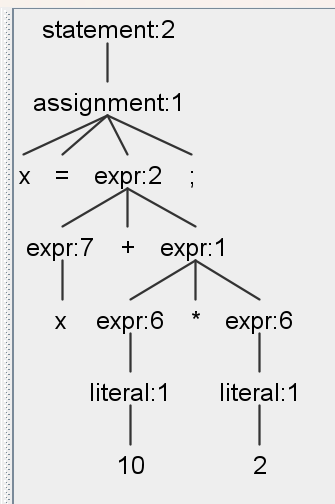 statement:2
assignment:1
x = expr:2 ;
expr:7 + expr:1
x expr:6 * expr:6
literal:1 literal:1
10 2